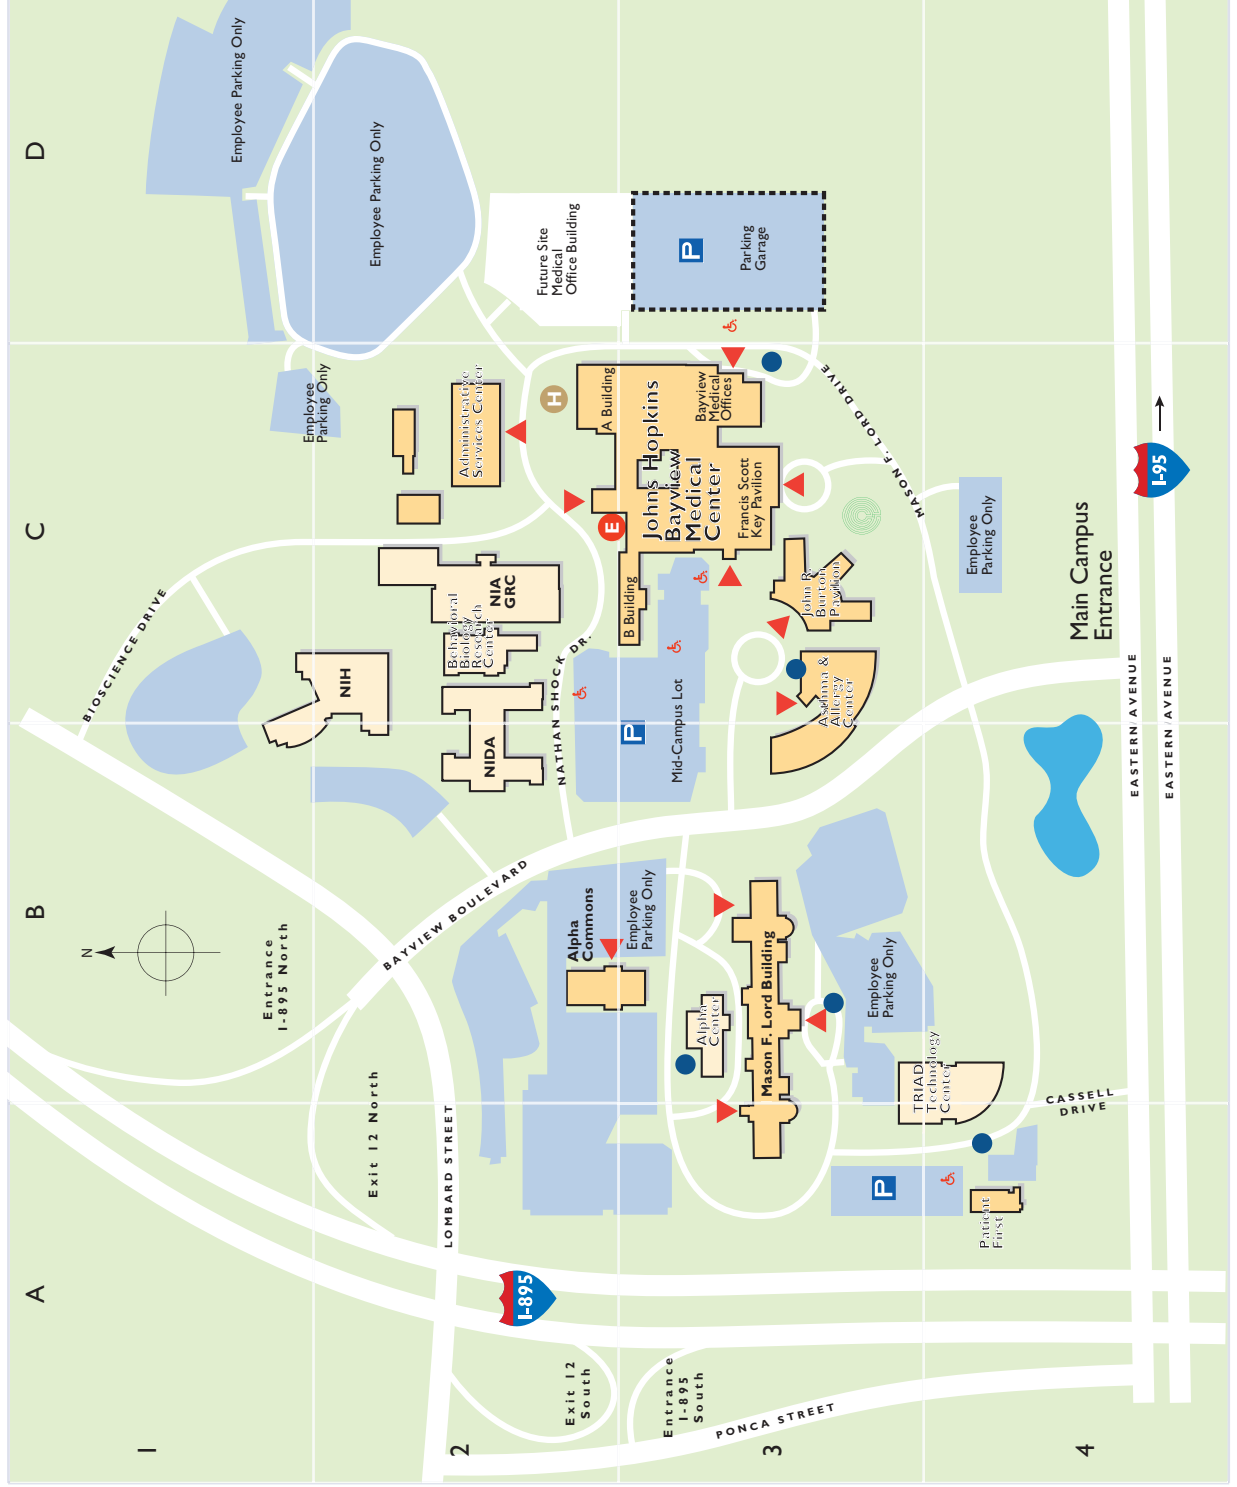 A
B
C
D
1
2
3
4
Employee Parking Only
Employee Parking Only
Employee
Parking Only
Future Site
Medical
Office Building
P
Parking
Garage
BIOSCIENCE DRIVE
Administrative
Services Center
H
A Building
Johns Hopkins
Bayview
Medical
Center
Bayview
Medical
Offices
Francis Scott
Key Pavilion
E
B Building
MASON F. LORD DRIVE
Employee
Parking Only
I-95
Main Campus
Entrance
NIH
NIA
GRC
Behavioral
Biology
Research
Center
NIDA
NATHAN SHOCK DR.
P
Mid-Campus Lot
John R.
Burton
Pavilion
Asthma &
Allergy
Center
EASTERN AVENUE
EASTERN AVENUE
N
Entrance
I-895 North
BAYVIEW BOULEVARD
Alpha
Commons
Employee
Parking Only
Alpha
Center
Mason F. Lord Building
Employee
Parking Only
TRIAD
Technology
Center
CASSELL
DRIVE
Exit 12 North
LOMBARD STREET
P
Patient
First
I-895
Exit 12
South
Entrance
I-895
South
PONCA STREET